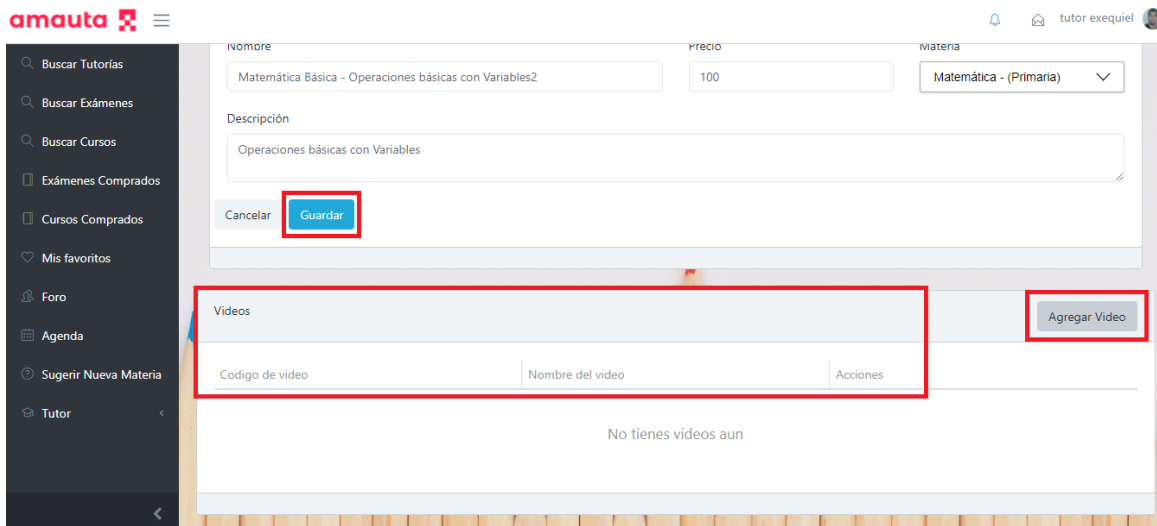 amauta
tutor exequiel
Buscar Tutorías
Buscar Exámenes
Buscar Cursos
Exámenes Comprados
Cursos Comprados
Mis favoritos
Foro
Agenda
Sugerir Nueva Materia
Tutor
Nombre Precio Materia
Matemática Básica - Operaciones básicas con Variables2 100 Matemática - (Primaria)
Descripción
Operaciones básicas con Variables
Cancelar Guardar
Videos Agregar Video
Codigo de video Nombre del video Acciones
No tienes videos aun